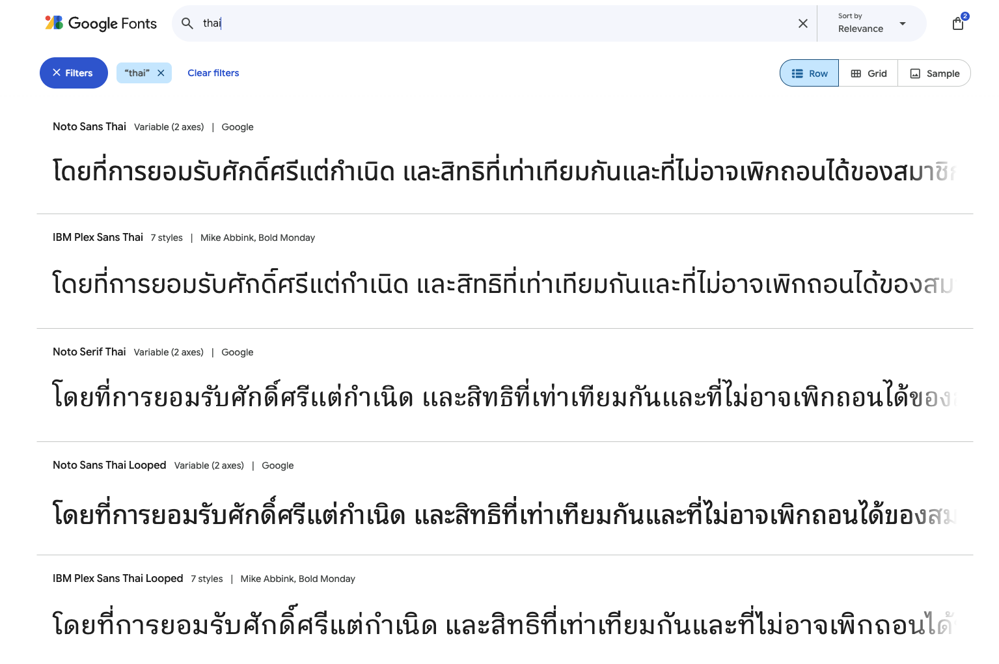 Google Fonts
thai
Sort by
Relevance
2
Filters
“thai”
Clear filters
Row
Grid
Sample
Noto Sans Thai Variable (2 axes) | Google
โดยที่การยอมรับศักดิ์ศรีแต่กำเนิด และสิทธิที่เท่าเทียมกันและที่ไม่อาจเพิกถอนได้ของสมาชิก
IBM Plex Sans Thai 7 styles | Mike Abbink, Bold Monday
โดยที่การยอมรับศักดิ์ศรีแต่กำเนิด และสิทธิที่เท่าเทียมกันและที่ไม่อาจเพิกถอนได้ของสม
Noto Serif Thai Variable (2 axes) | Google
โดยที่การยอมรับศักดิ์ศรีแต่กำเนิด และสิทธิที่เท่าเทียมกันและที่ไม่อาจเพิกถอนได้ของ
Noto Sans Thai Looped Variable (2 axes) | Google
โดยที่การยอมรับศักดิ์ศรีแต่กำเนิด และสิทธิที่เท่าเทียมกันและที่ไม่อาจเพิกถอนได้ของสม
IBM Plex Sans Thai Looped 7 styles | Mike Abbink, Bold Monday
โดยที่การยอมรับศักดิ์ศรีแต่กำเนิด และสิทธิที่เท่าเทียมกันและที่ไม่อาจเพิกถอนได้